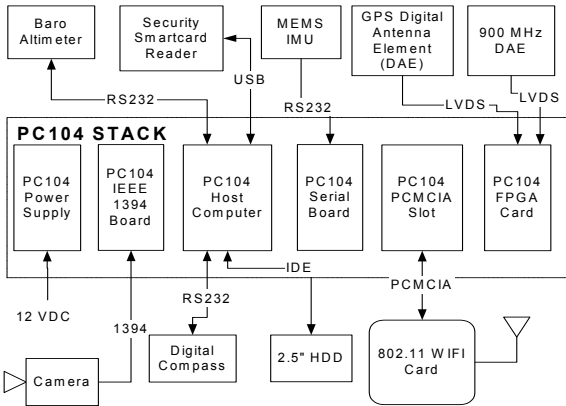 Baro
Altimeter
Security
Smartcard
Reader
MEMS
IMU
GPS Digital
Antenna
Element
(DAE)
900 MHz
DAE
RS232
USB
RS232
LVDS
LVDS
PC104 STACK
PC104
Power
Supply
PC104
IEEE
1394
Board
PC104
Host
Computer
PC104
Serial
Board
PC104
PCMCIA
Slot
PC104
FPGA
Card
IDE
RS232
PCMCIA
12 VDC
1394
Camera
Digital
Compass
2.5" HDD
802.11 WIFI
Card